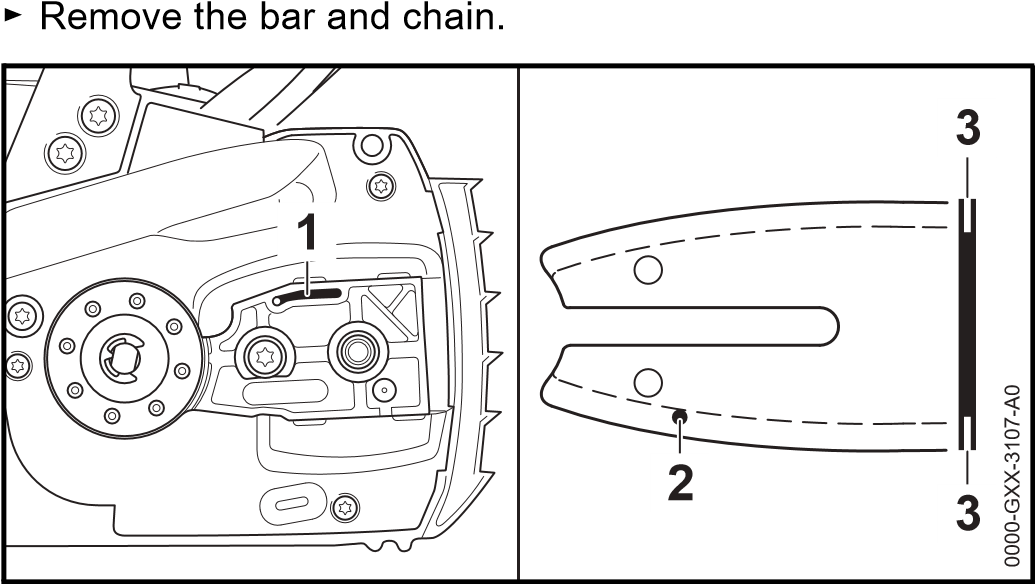 ► Remove the bar and chain.
1
3
2
3
0000-GXX-3107-A0